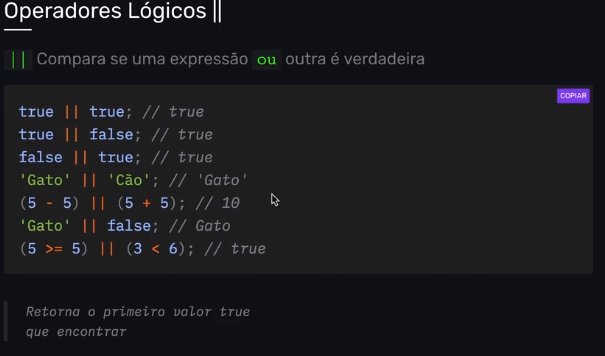 Operadores Lógicos ||
|| Compara se uma expressão ou outra é verdadeira
COPIAR
true || true; // true
true || false; // true
false || true; // true
'Gato' || 'Cão'; // 'Gato'
(5 - 5) || (5 + 5); // 10
'Gato' || false; // Gato
(5 >= 5) || (3 < 6); // true
Retorna o primeiro valor true
que encontrar